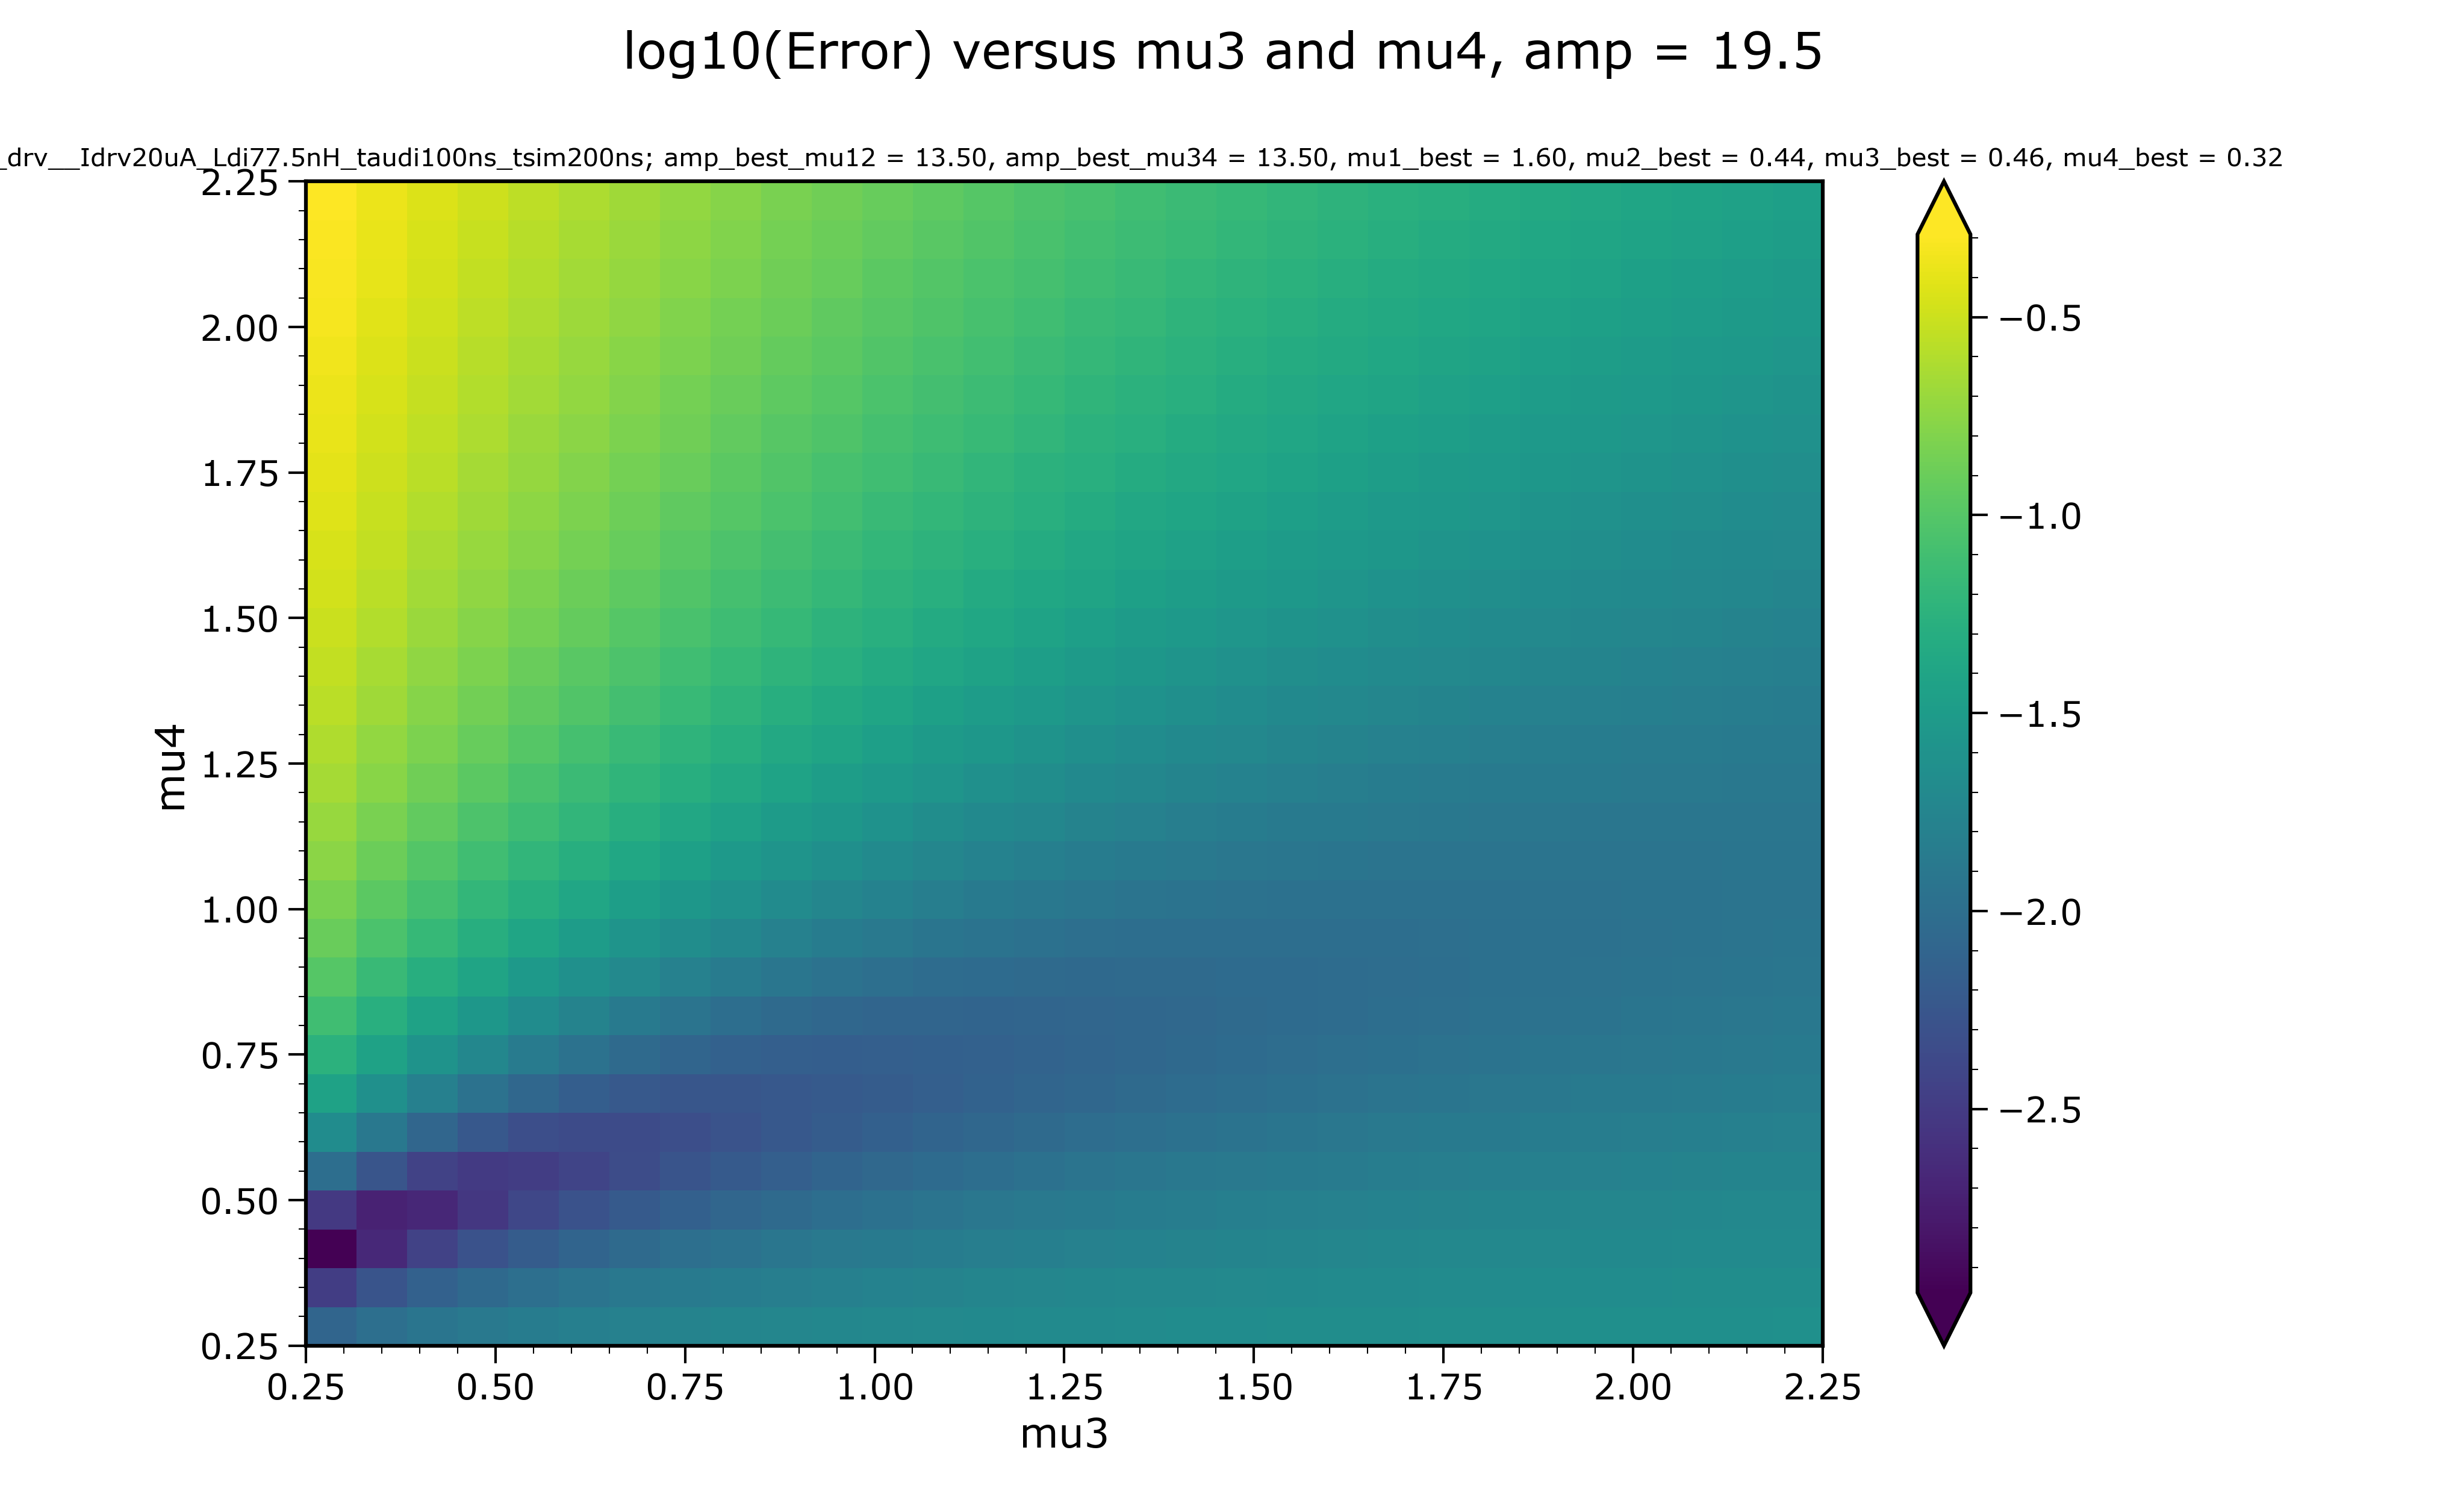 log10(Error) versus mu3 and mu4, amp = 19.5
_drv__Idrv20uA_Ldi77.5nH_taudi100ns_tsim200ns; amp_best_mu12 = 13.50, amp_best_mu34 = 13.50, mu1_best = 1.60, mu2_best = 0.44, mu3_best = 0.46, mu4_best = 0.32
2.25
2.00
1.75
1.50
1.25
1.00
0.75
0.50
0.25
mu4
0.25 0.50 0.75 1.00 1.25 1.50 1.75 2.00 2.25
mu3
−0.5
−1.0
−1.5
−2.0
−2.5